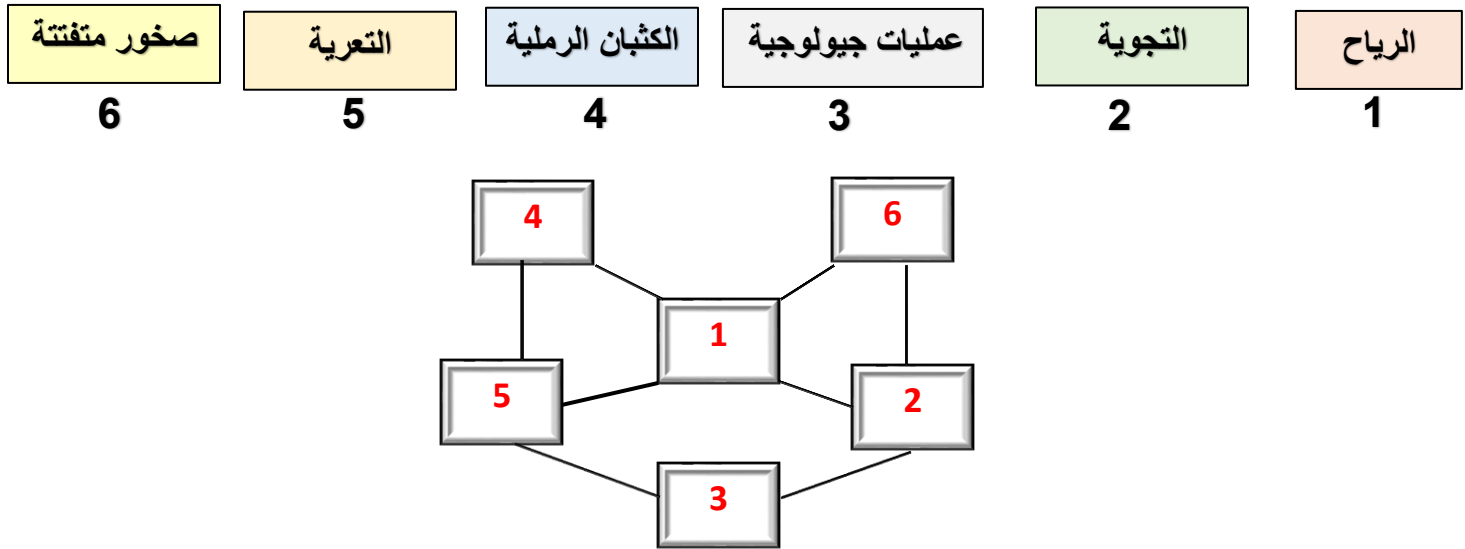 الرياح
التجوية
عمليات جيولوجية
الكثبان الرملية
التعرية
صخور متفتتة
1
2
3
4
5
6
4
6
1
5
2
3